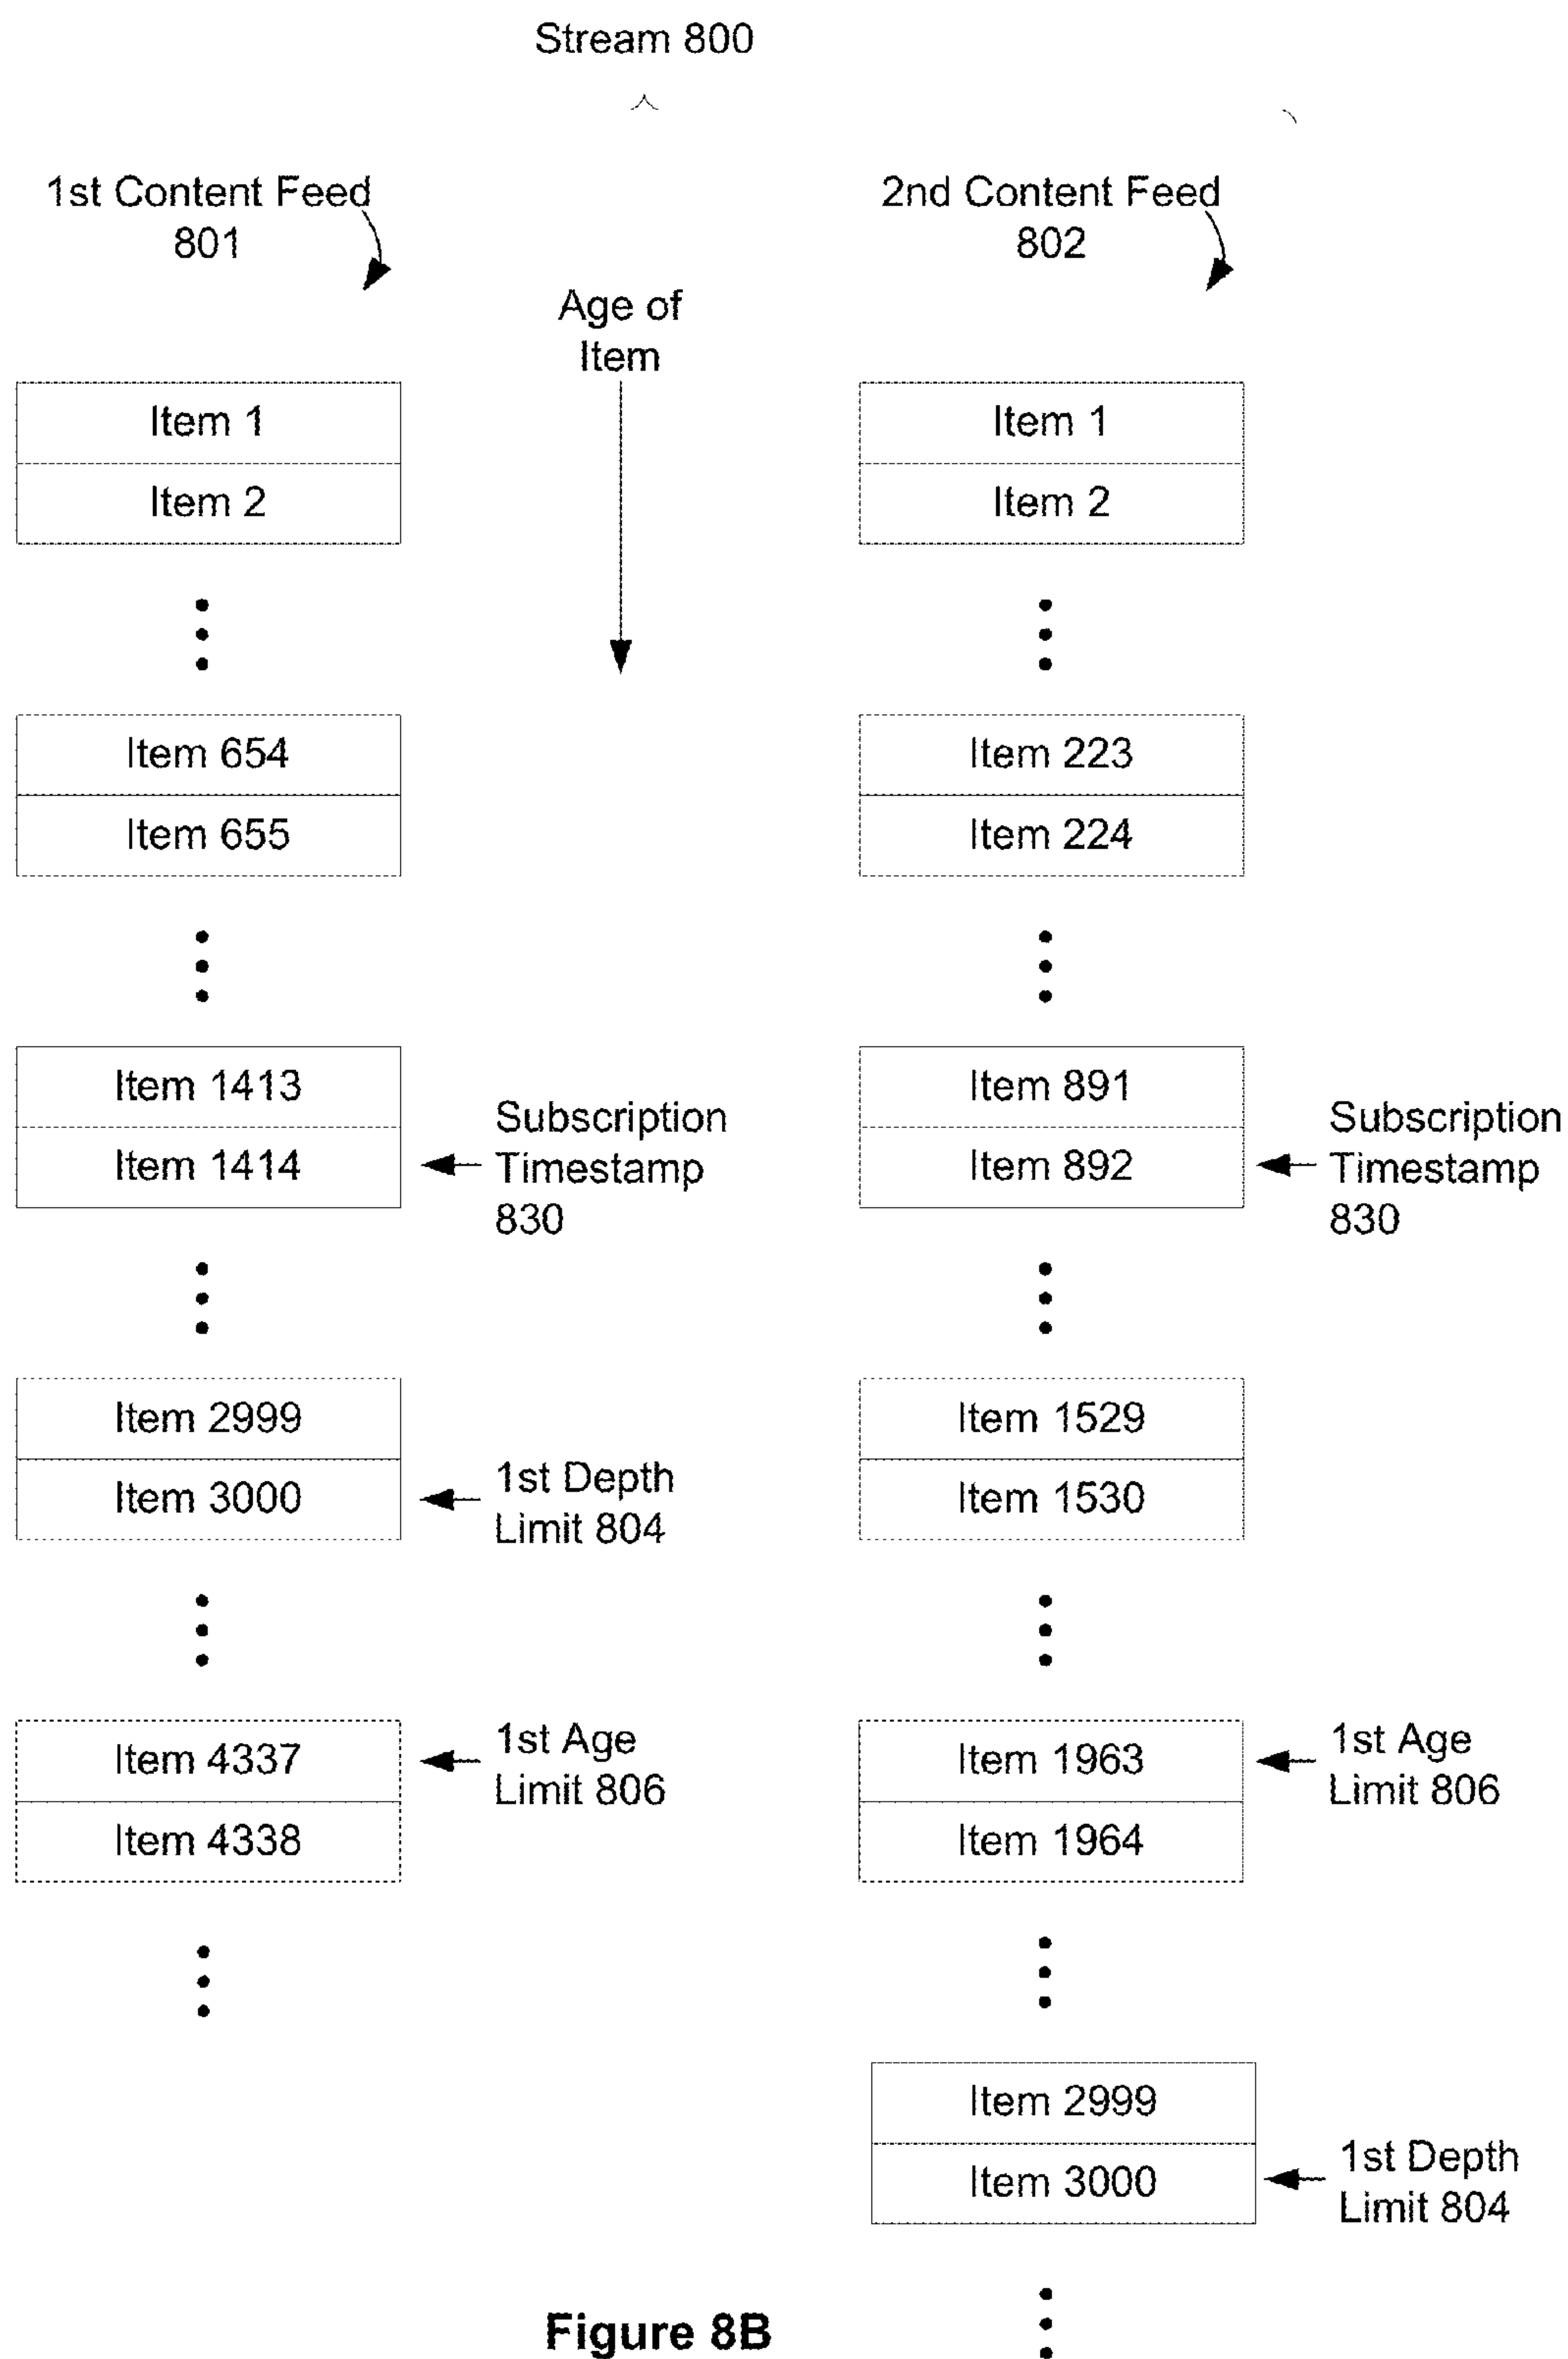 Stream 800
1st Content Feed
801
2nd Content Feed
802
Age of
Item
Item 1
Item 2
Item 1
Item 2
Item 654
Item 655
Item 223
Item 224
Item 1413
Item 1414
Subscription
Timestamp
830
Item 891
Item 892
Subscription
Timestamp
830
Item 2999
Item 3000
1st Depth
Limit 804
Item 1529
Item 1530
Item 4337
Item 4338
1st Age
Limit 806
Item 1963
Item 1964
1st Age
Limit 806
Item 2999
Item 3000
1st Depth
Limit 804
Figure 8B